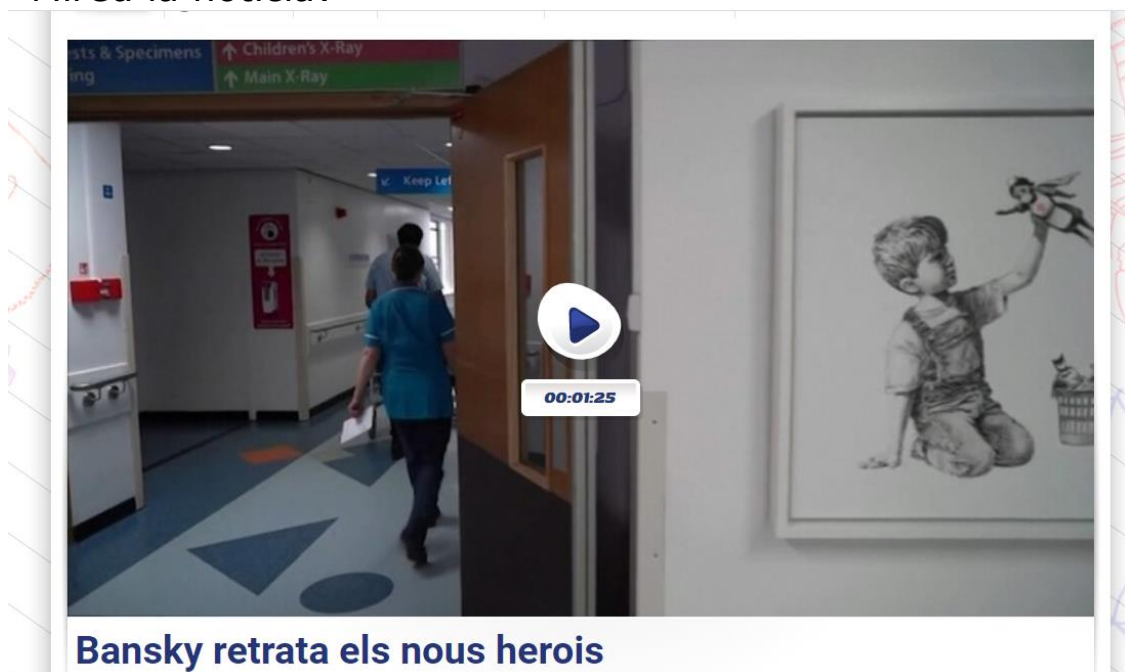 sts & Specimens
ing
↑ Children's X-Ray
↑ Main X-Ray
↙ Keep Lef
00:01:25
Bansky retrata els nous herois